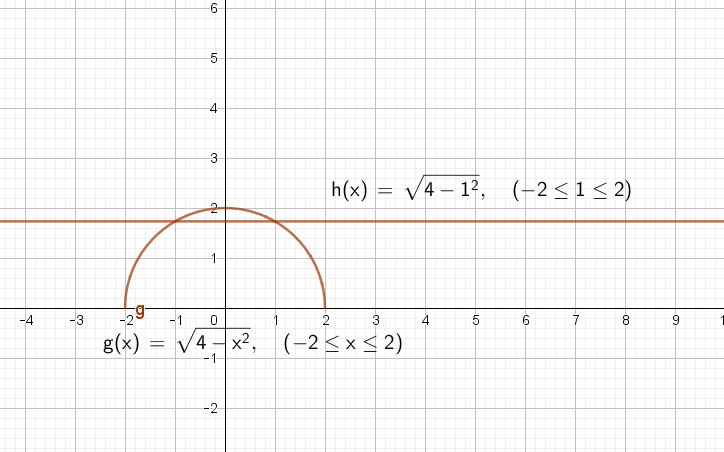 6
5
4
3
h(x) = √(4 − 1²), (−2 ≤ 1 ≤ 2)
2
1
g
−4 −3 −2 −1 0 1 2 3 4 5 6 7 8 9 1
g(x) = √(4 − x²), (−2 ≤ x ≤ 2)
−1
−2